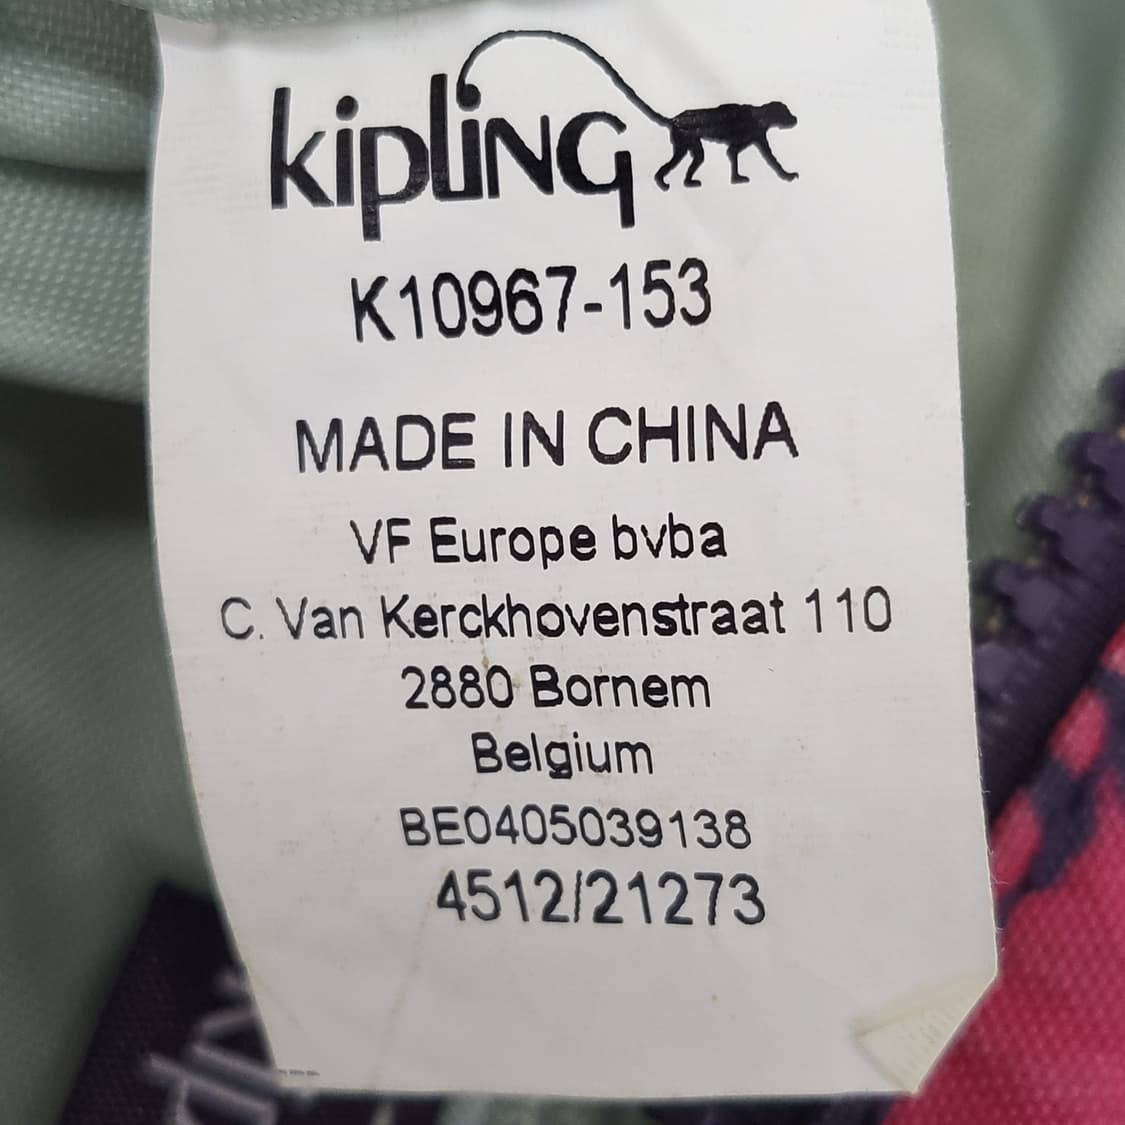 kipling
K10967-153
MADE IN CHINA
VF Europe bvba
C. Van Kerckhovenstraat 110
2880 Bornem
Belgium
BE0405039138
4512/21273